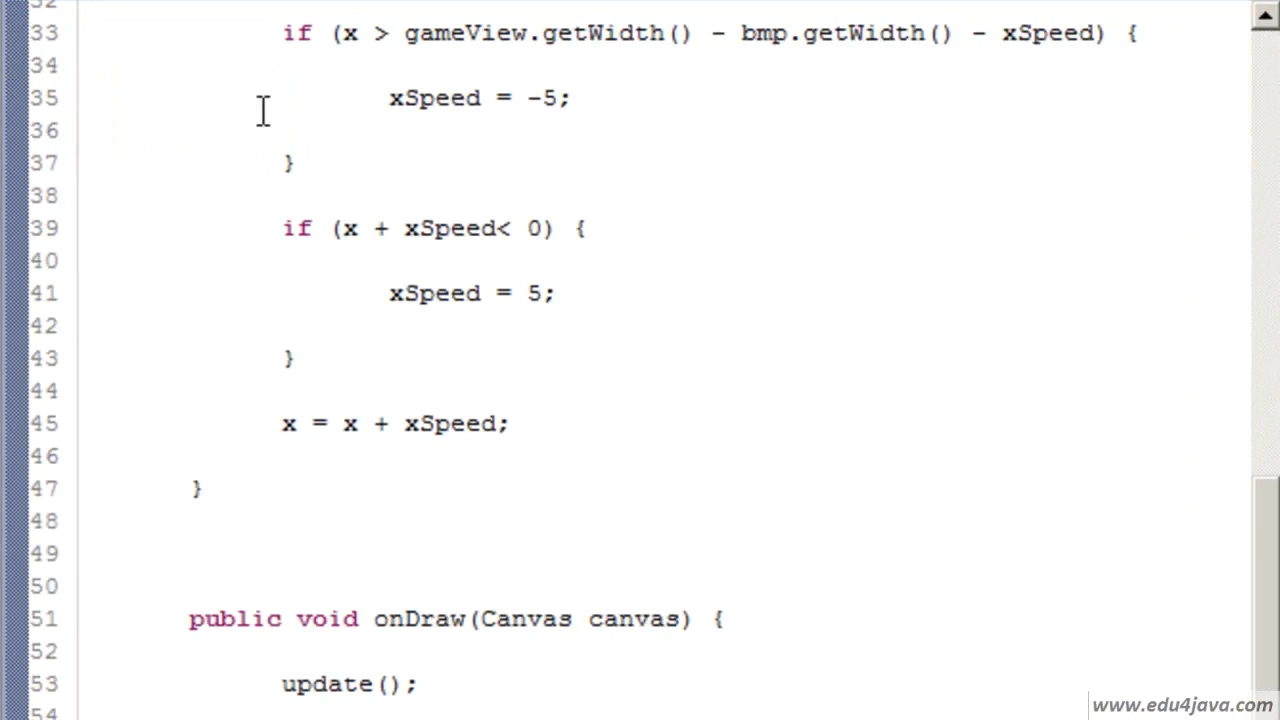 32
33 if (x > gameView.getWidth() - bmp.getWidth() - xSpeed) {
34
35 xSpeed = -5;
36
37 }
38
39 if (x + xSpeed< 0) {
40
41 xSpeed = 5;
42
43 }
44
45 x = x + xSpeed;
46
47 }
48
49
50
51 public void onDraw(Canvas canvas) {
52
53 update();
54
www.edu4java.com